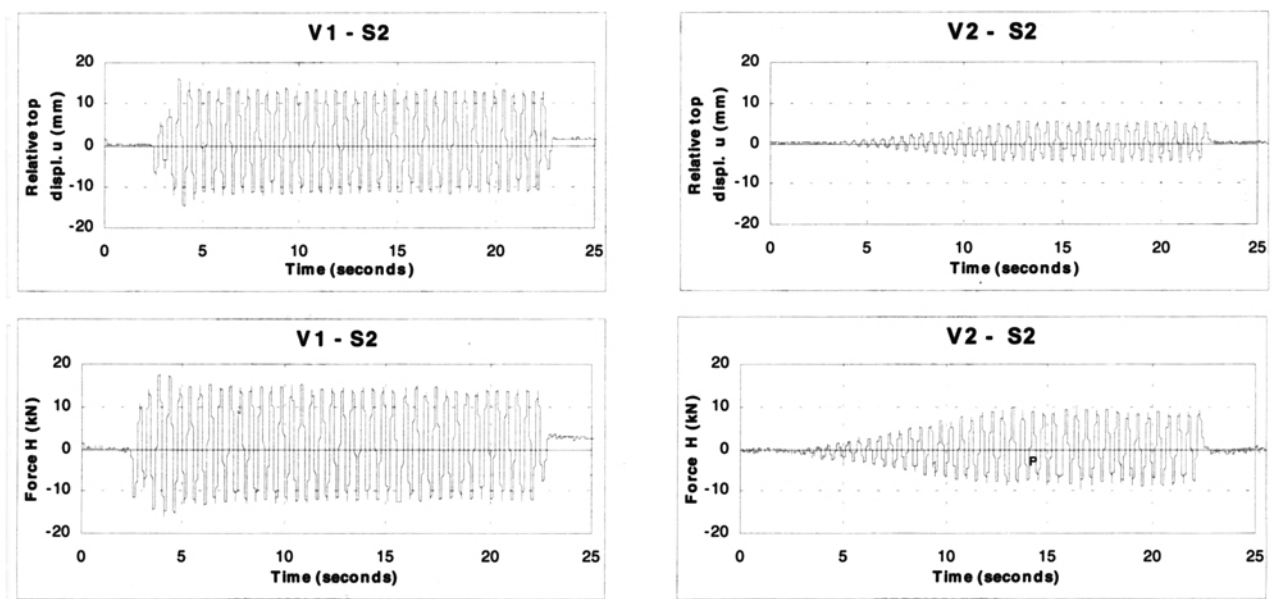 V1 - S2
Relative top
displ. u (mm)
20
10
0
-10
-20
0 5 10 15 20 25
Time (seconds)
V2 - S2
Relative top
displ. u (mm)
20
10
0
-10
-20
0 5 10 15 20 25
Time (seconds)
V1 - S2
Force H (kN)
20
10
0
-10
-20
0 5 10 15 20 25
Time (seconds)
V2 - S2
Force H (kN)
20
10
0
-10
-20
P
0 5 10 15 20 25
Time (seconds)